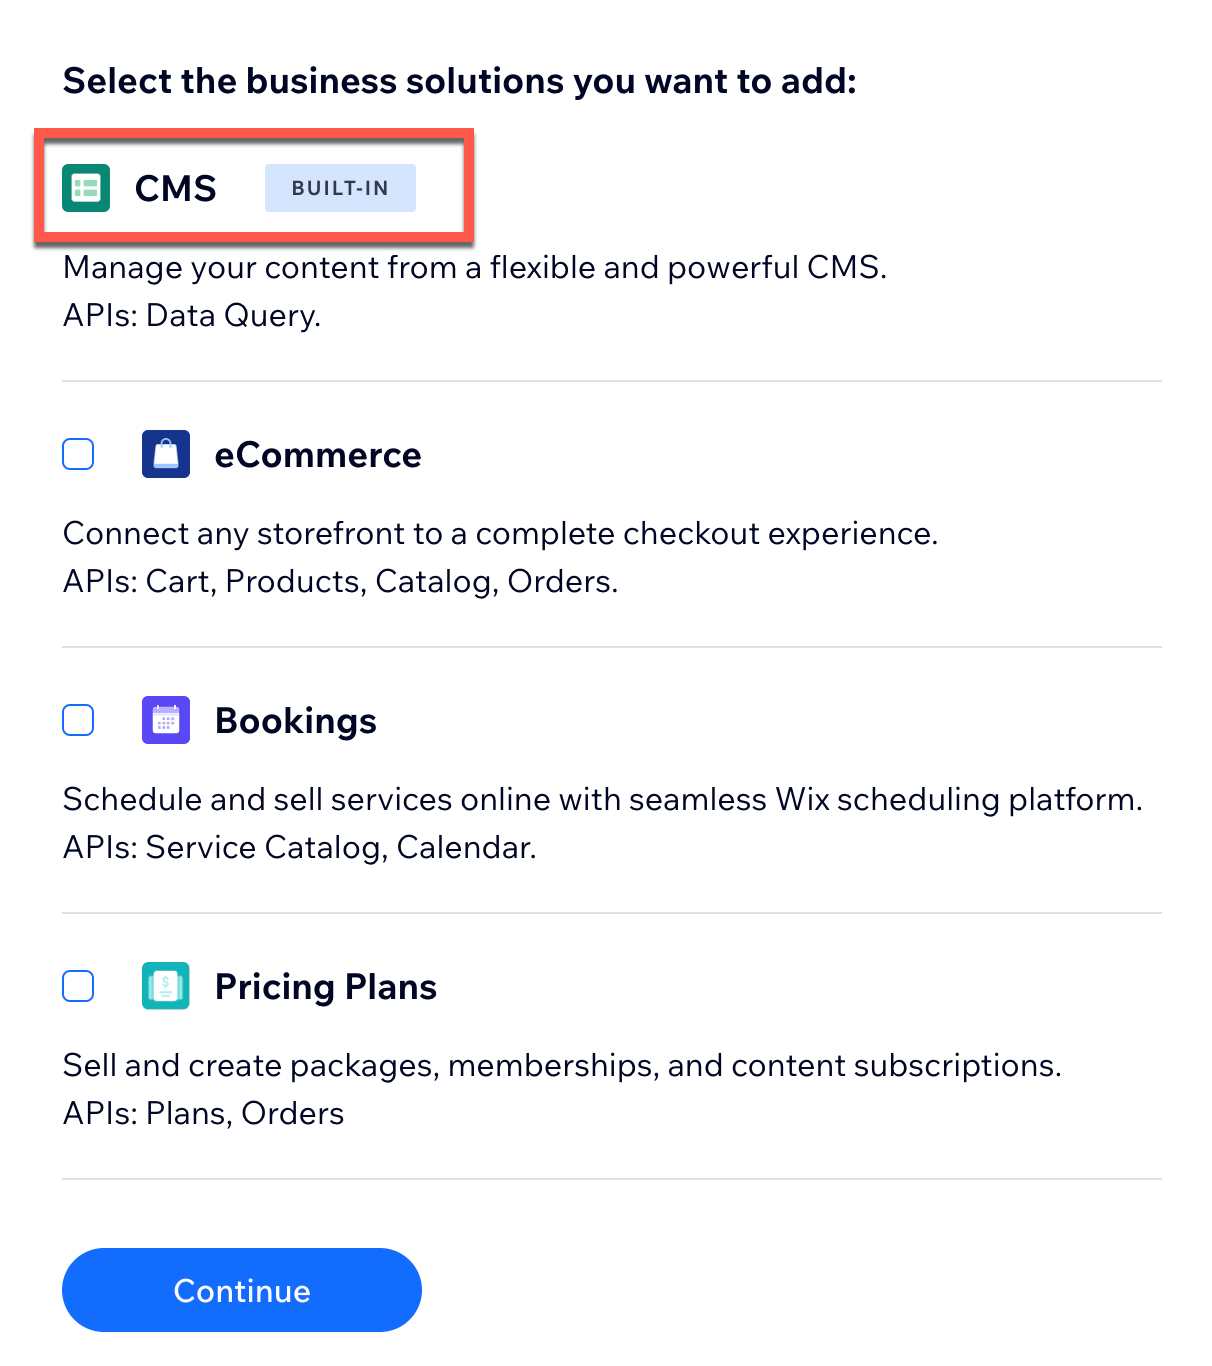 Select the business solutions you want to add:
CMS BUILT-IN
Manage your content from a flexible and powerful CMS.
APIs: Data Query.
eCommerce
Connect any storefront to a complete checkout experience.
APIs: Cart, Products, Catalog, Orders.
Bookings
Schedule and sell services online with seamless Wix scheduling platform.
APIs: Service Catalog, Calendar.
$
Pricing Plans
Sell and create packages, memberships, and content subscriptions.
APIs: Plans, Orders
Continue